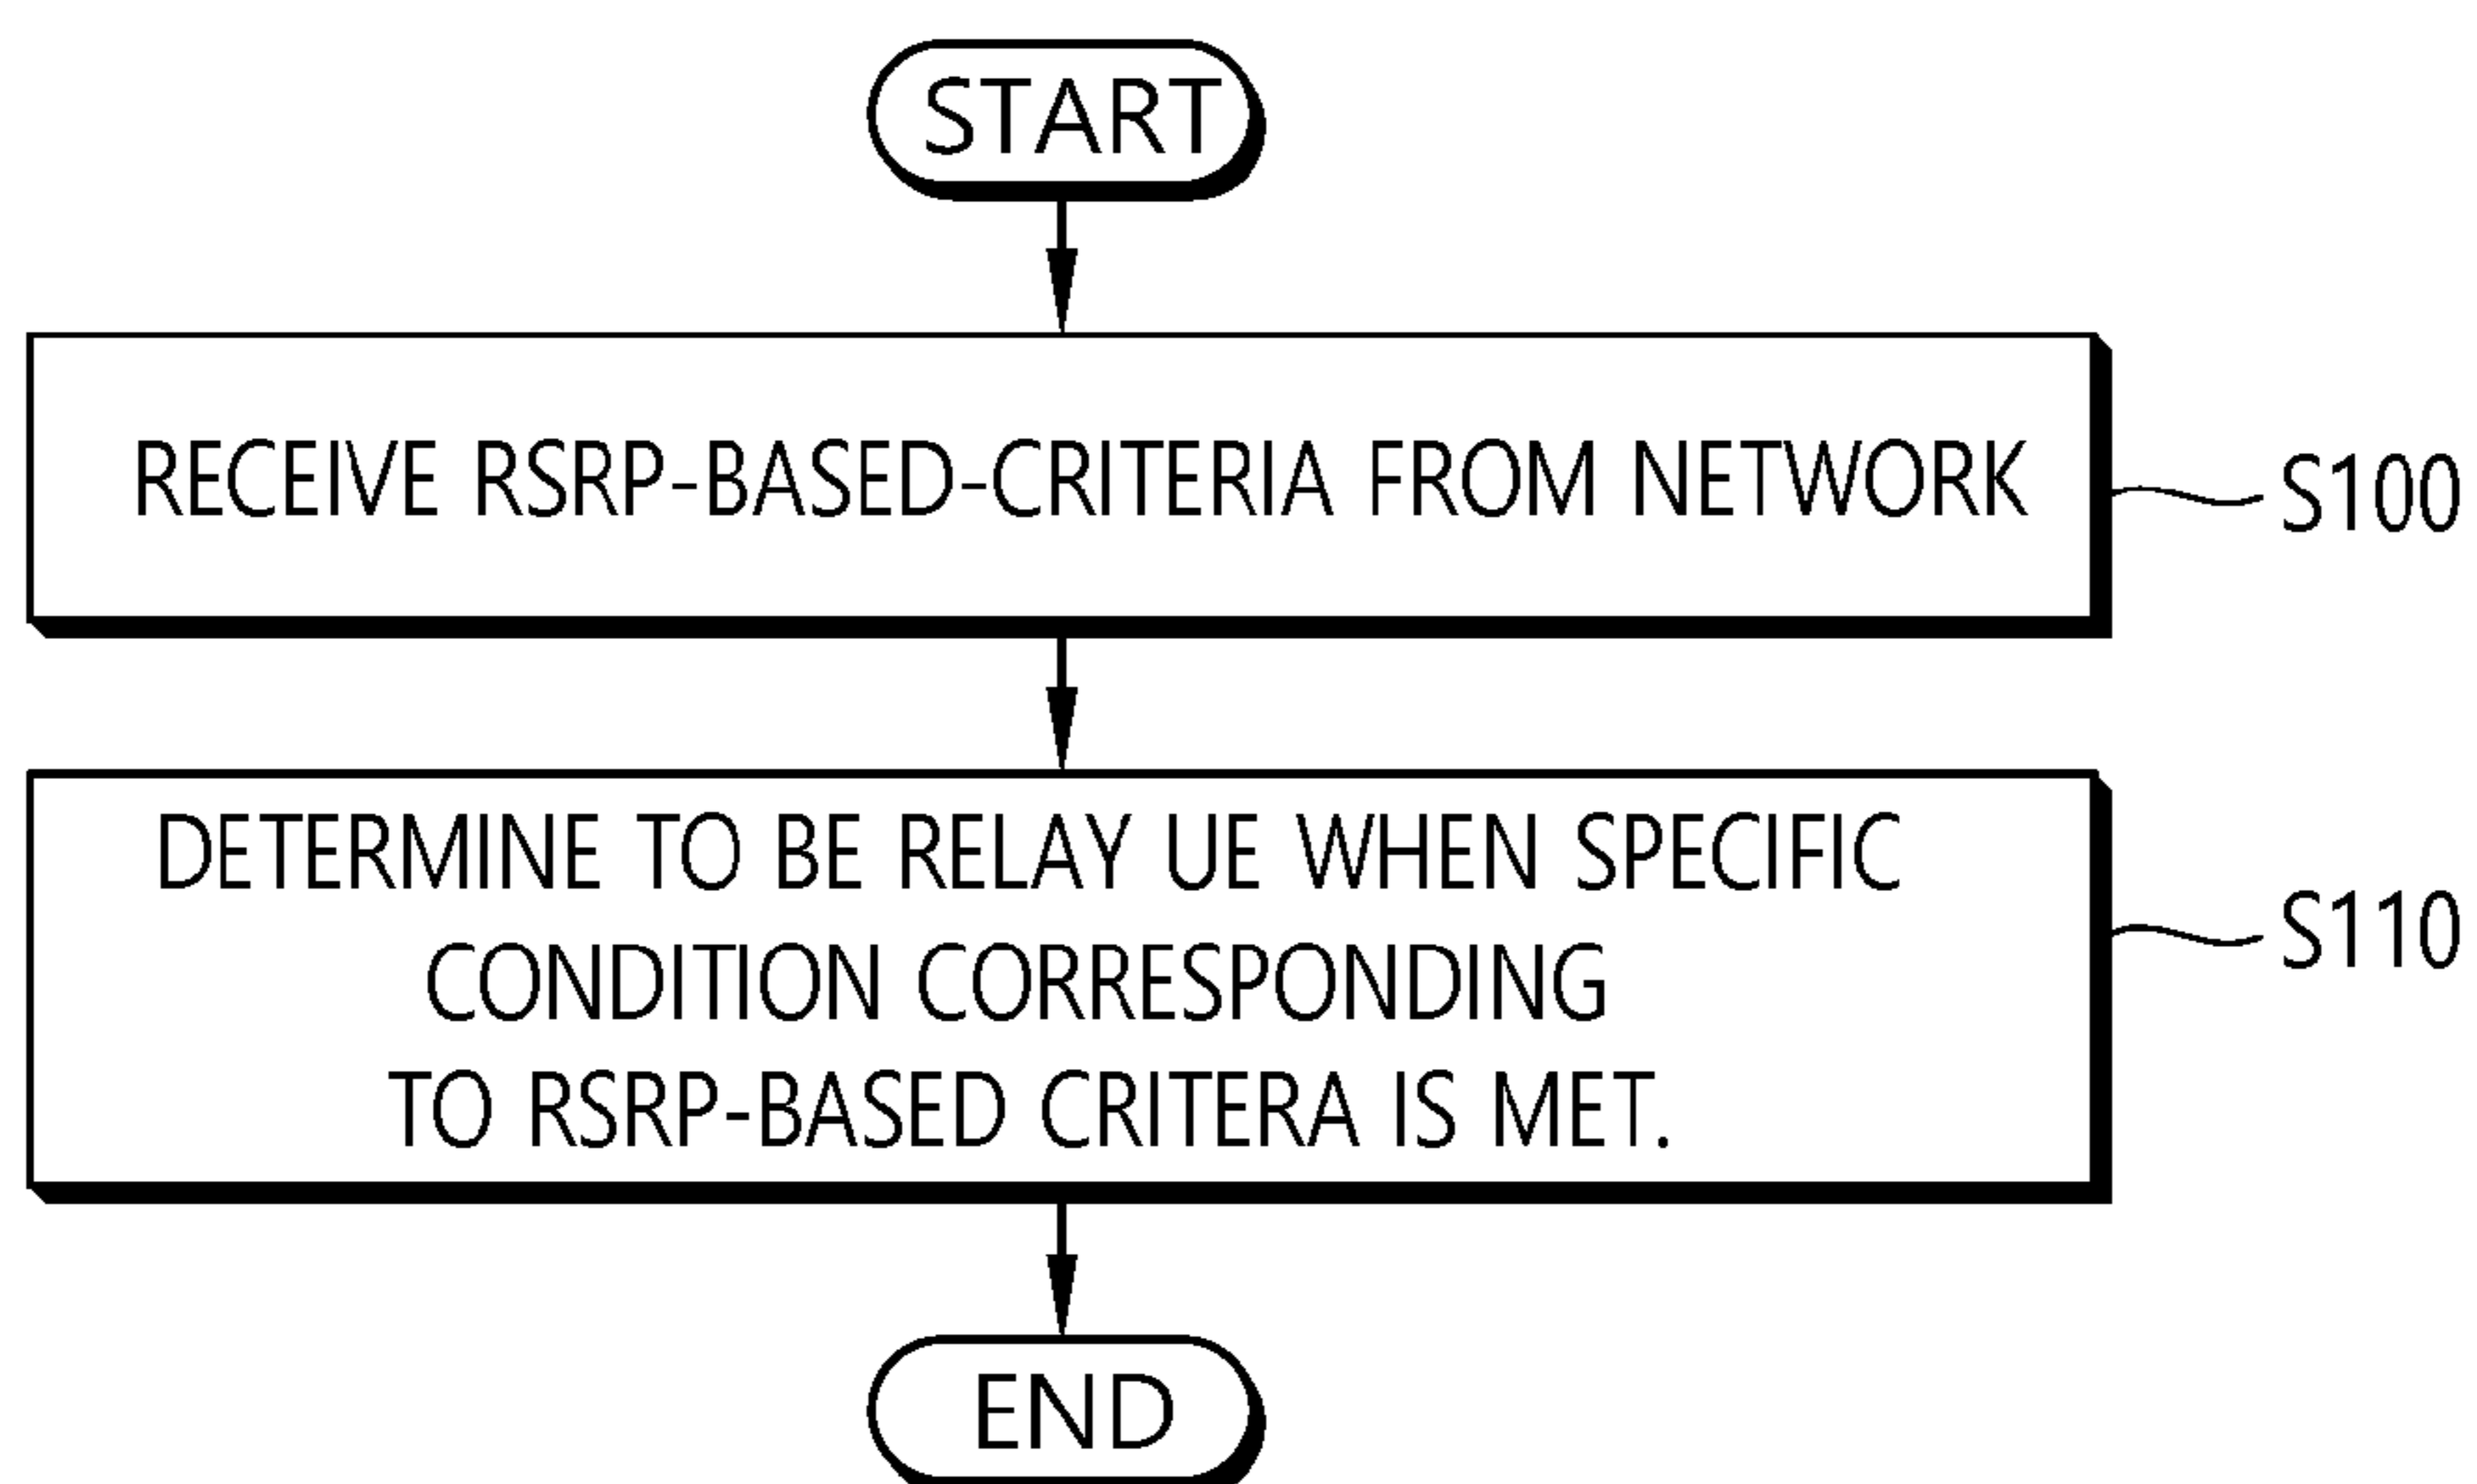 START
RECEIVE RSRP-BASED-CRITERIA FROM NETWORK
S100
DETERMINE TO BE RELAY UE WHEN SPECIFIC
CONDITION CORRESPONDING
TO RSRP-BASED CRITERA IS MET.
S110
END